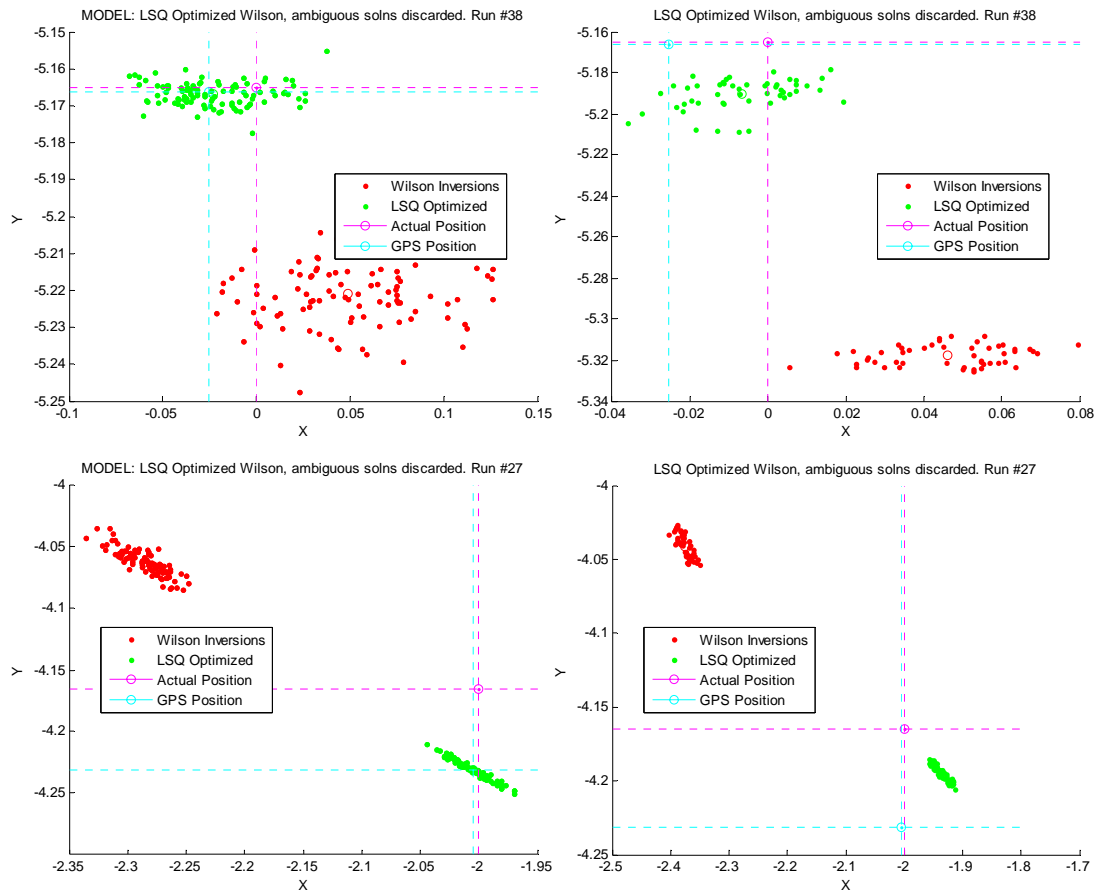 MODEL: LSQ Optimized Wilson, ambiguous solns discarded. Run #38
-5.15
-5.16
-5.17
-5.18
-5.19
-5.2
-5.21
-5.22
-5.23
-5.24
-5.25
Y
-0.1 -0.05 0 0.05 0.1 0.15
X
Wilson Inversions
LSQ Optimized
Actual Position
GPS Position
LSQ Optimized Wilson, ambiguous solns discarded. Run #38
-5.16
-5.18
-5.2
-5.22
-5.24
-5.26
-5.28
-5.3
-5.32
-5.34
Y
-0.04 -0.02 0 0.02 0.04 0.06 0.08
X
Wilson Inversions
LSQ Optimized
Actual Position
GPS Position
MODEL: LSQ Optimized Wilson, ambiguous solns discarded. Run #27
-4
-4.05
-4.1
-4.15
-4.2
-4.25
Y
-2.35 -2.3 -2.25 -2.2 -2.15 -2.1 -2.05 -2 -1.95
X
Wilson Inversions
LSQ Optimized
Actual Position
GPS Position
LSQ Optimized Wilson, ambiguous solns discarded. Run #27
-4
-4.05
-4.1
-4.15
-4.2
-4.25
Y
-2.5 -2.4 -2.3 -2.2 -2.1 -2 -1.9 -1.8 -1.7
X
Wilson Inversions
LSQ Optimized
Actual Position
GPS Position